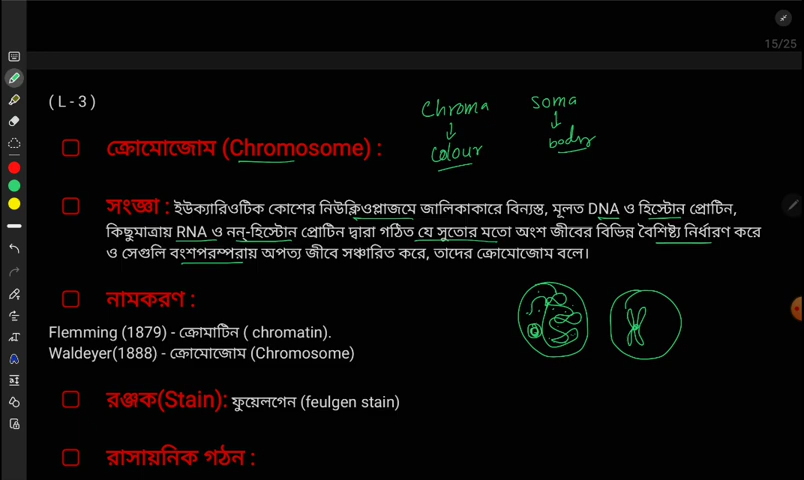 15/25
( L - 3 )
Chroma
soma
colour
body
ক্রোমোজোম (Chromosome) :
সংজ্ঞা : ইউক্যারিওটিক কোশের নিউক্লিওপ্লাজমে জালিকাকারে বিন্যস্ত, মূলত DNA ও হিস্টোন প্রোটিন,
কিছুমাত্রায় RNA ও নন্-হিস্টোন প্রোটিন দ্বারা গঠিত যে সুতোর মতো অংশ জীবের বিভিন্ন বৈশিষ্ট্য নির্ধারণ করে
ও সেগুলি বংশপরম্পরায় অপত্য জীবে সঞ্চারিত করে, তাদের ক্রোমোজোম বলে।
নামকরণ :
Flemming (1879) - ক্রোমাটিন ( chromatin).
Waldeyer(1888) - ক্রোমোজোম (Chromosome)
রঞ্জক(Stain): ফুয়েলগেন (feulgen stain)
রাসায়নিক গঠন :